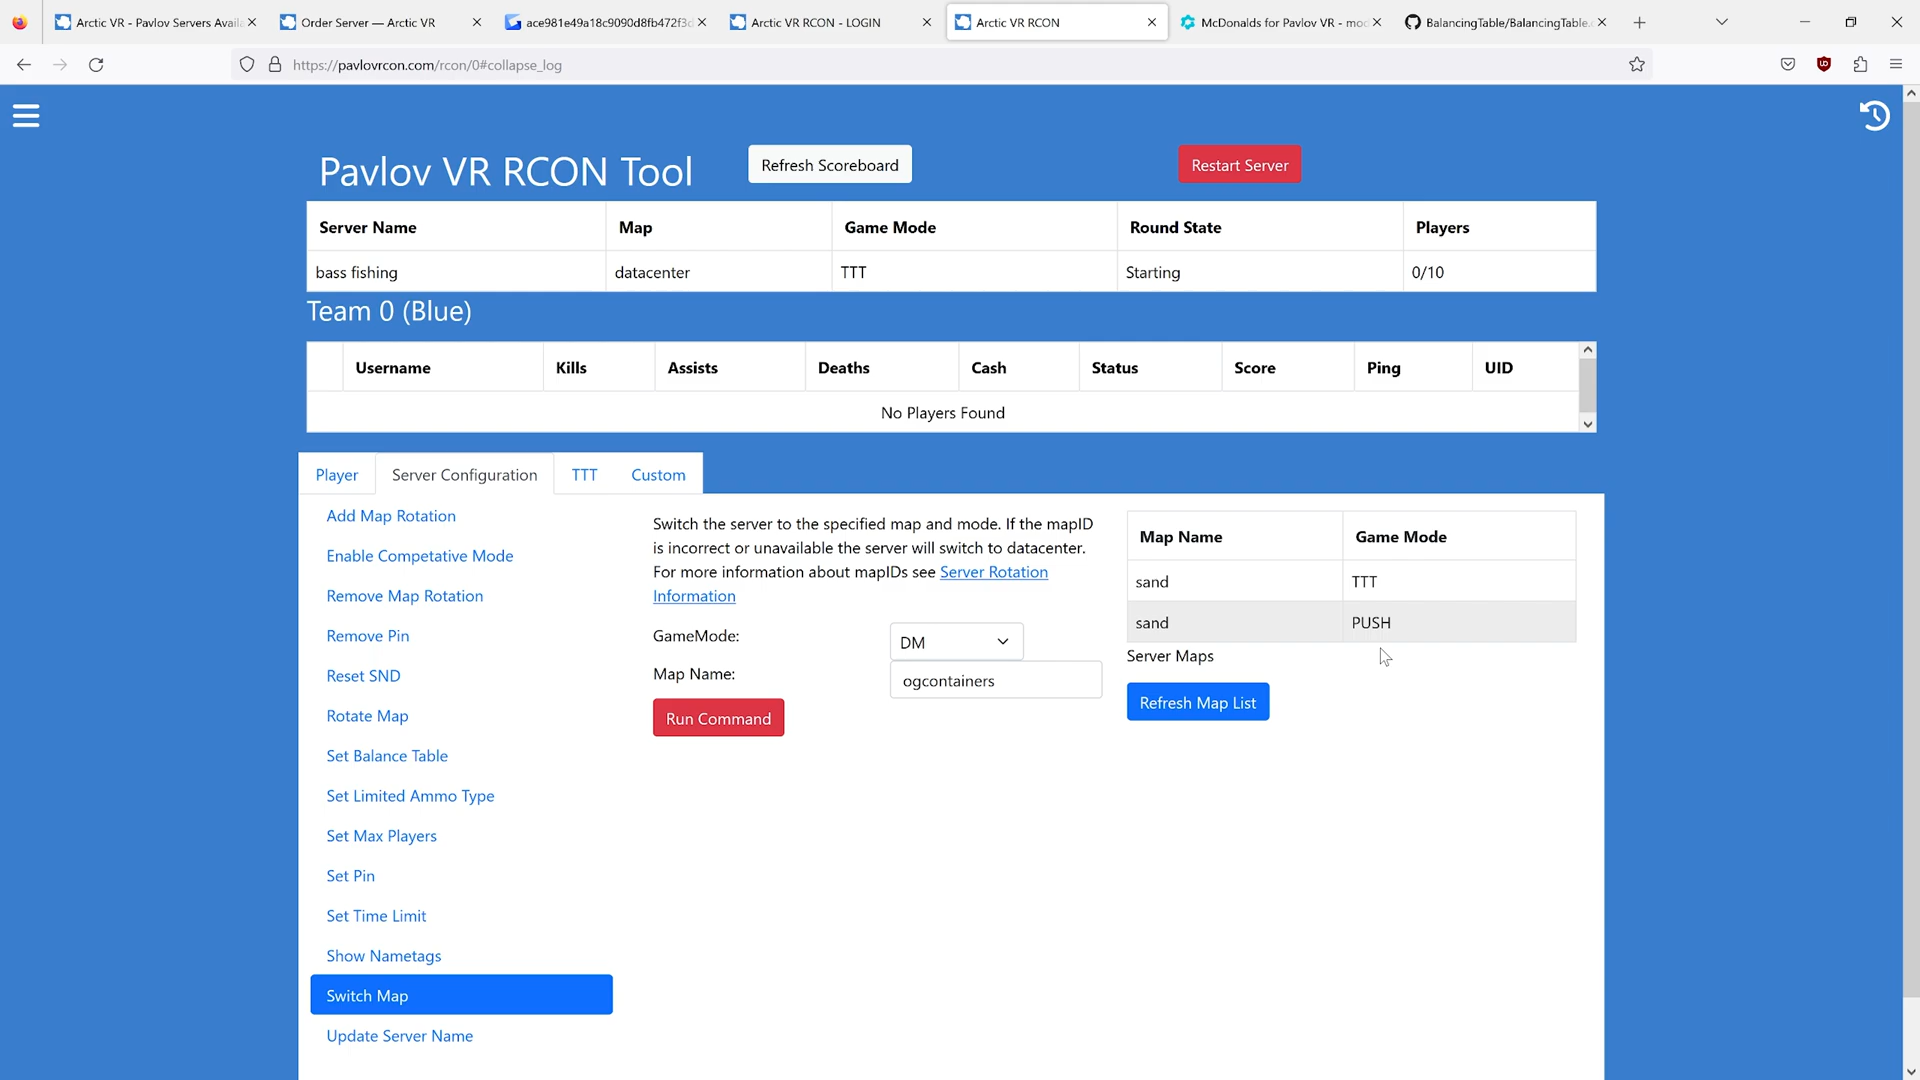 Arctic VR - Pavlov Servers Availa
Order Server — Arctic VR
ace981e49a18c9090d8fb472f3d
Arctic VR RCON - LOGIN
Arctic VR RCON
McDonalds for Pavlov VR - mod
BalancingTable/BalancingTable.
https://pavlovrcon.com/rcon/0#collapse_log
Pavlov VR RCON Tool
Refresh Scoreboard
Restart Server
Server Name Map Game Mode Round State Players
bass fishing datacenter TTT Starting 0/10
Team 0 (Blue)
Username Kills Assists Deaths Cash Status Score Ping UID
No Players Found
Player Server Configuration TTT Custom
Add Map Rotation
Enable Competative Mode
Remove Map Rotation
Remove Pin
Reset SND
Rotate Map
Set Balance Table
Set Limited Ammo Type
Set Max Players
Set Pin
Set Time Limit
Show Nametags
Switch Map
Update Server Name
Switch the server to the specified map and mode. If the mapID
is incorrect or unavailable the server will switch to datacenter.
For more information about mapIDs see Server Rotation
Information
GameMode: DM
Map Name: ogcontainers
Run Command
Map Name Game Mode
sand TTT
sand PUSH
Server Maps
Refresh Map List